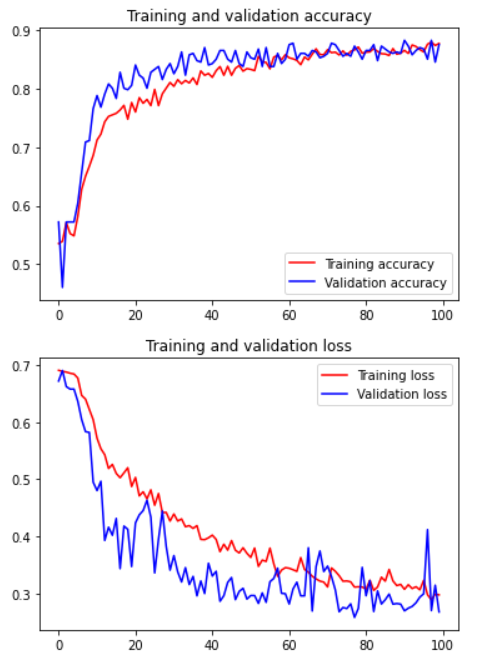 Training and validation accuracy
0.9
0.8
0.7
0.6
0.5
Training accuracy
Validation accuracy
0 20 40 60 80 100
Training and validation loss
0.7
Training loss
Validation loss
0.6
0.5
0.4
0.3
0 20 40 60 80 100